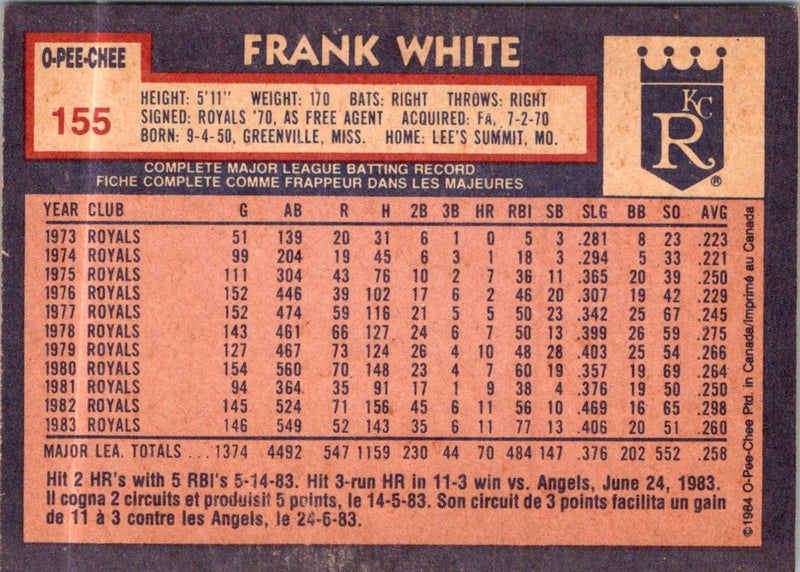 O-PEE-CHEE
FRANK WHITE
155
HEIGHT: 5'11" WEIGHT: 170 BATS: RIGHT THROWS: RIGHT
SIGNED: ROYALS '70, AS FREE AGENT ACQUIRED: FA, 7-2-70
BORN: 9-4-50, GREENVILLE, MISS. HOME: LEE'S SUMMIT, MO.
KC
R
®
COMPLETE MAJOR LEAGUE BATTING RECORD
FICHE COMPLETE COMME FRAPPEUR DANS LES MAJEURES
YEAR CLUB G AB R H 2B 3B HR RBI SB SLG BB SO AVG
1973 ROYALS 51 139 20 31 6 1 0 5 3 .281 8 23 .223
1974 ROYALS 99 204 19 45 6 3 1 18 3 .294 5 33 .221
1975 ROYALS 111 304 43 76 10 2 7 36 11 .365 20 39 .250
1976 ROYALS 152 446 39 102 17 6 2 46 20 .307 19 42 .229
1977 ROYALS 152 474 59 116 21 5 5 50 23 .342 25 67 .245
1978 ROYALS 143 461 66 127 24 6 7 50 13 .399 26 59 .275
1979 ROYALS 127 467 73 124 26 4 10 48 28 .403 25 54 .266
1980 ROYALS 154 560 70 148 23 4 7 60 19 .357 19 69 .264
1981 ROYALS 94 364 35 91 17 1 9 38 4 .376 19 50 .250
1982 ROYALS 145 524 71 156 45 6 11 56 10 .469 16 65 .298
1983 ROYALS 146 549 52 143 35 6 11 77 13 .406 20 51 .260
MAJOR LEA. TOTALS ... 1374 4492 547 1159 230 44 70 484 147 .376 202 552 .258
Hit 2 HR's with 5 RBI's 5-14-83. Hit 3-run HR in 11-3 win vs. Angels, June 24, 1983.
Il cogna 2 circuits et produisit 5 points, le 14-5-83. Son circuit de 3 points facilita un gain
de 11 à 3 contre les Angels, le 24-6-83.
©1984 O-Pee-Chee Ptd. in Canada/Imprimé au Canada